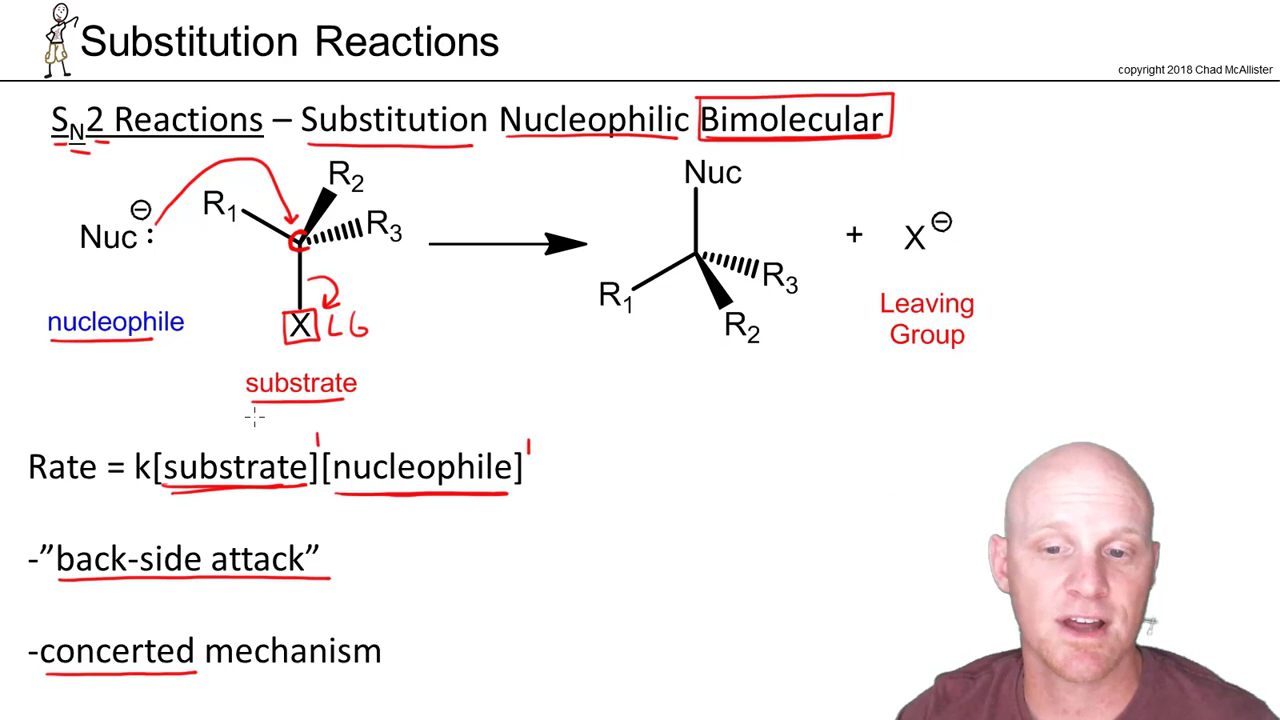 Substitution Reactions
copyright 2018 Chad McAllister
SN2 Reactions – Substitution Nucleophilic Bimolecular
Nuc:⊖
R1
R2
R3
X
LG
nucleophile
substrate
Nuc
R1
R2
R3
+ X⊖
Leaving
Group
Rate = k[substrate]'[nucleophile]'
-”back-side attack”
-concerted mechanism